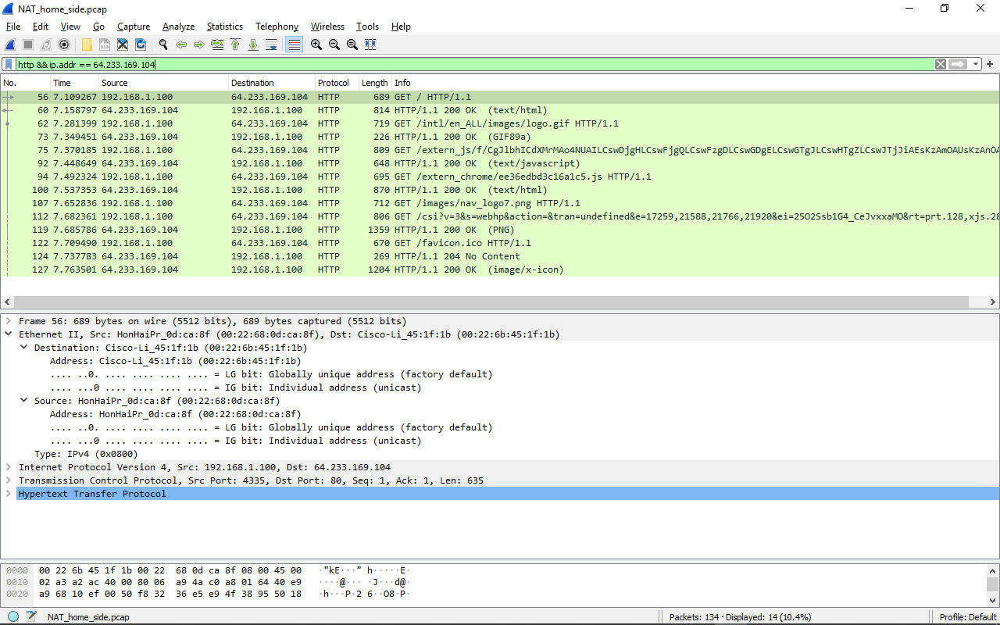 NAT_home_side.pcap
File Edit View Go Capture Analyze Statistics Telephony Wireless Tools Help
http && ip.addr == 64.233.169.104
No. Time Source Destination Protocol Length Info
56 7.109267 192.168.1.100 64.233.169.104 HTTP 689 GET / HTTP/1.1
60 7.158797 64.233.169.104 192.168.1.100 HTTP 814 HTTP/1.1 200 OK (text/html)
62 7.281399 192.168.1.100 64.233.169.104 HTTP 719 GET /intl/en_ALL/images/logo.gif HTTP/1.1
73 7.349451 64.233.169.104 192.168.1.100 HTTP 226 HTTP/1.1 200 OK (GIF89a)
75 7.370185 192.168.1.100 64.233.169.104 HTTP 809 GET /extern_js/f/CgJlbhICdXMrMAo4NUAILCswDjgHLCswFjgQLCswFzgDLCswGDgELCswGTgJLCswHTgZLCswJTjJiAEsKzAmOAUsKzAnOA
92 7.448649 64.233.169.104 192.168.1.100 HTTP 648 HTTP/1.1 200 OK (text/javascript)
94 7.492324 192.168.1.100 64.233.169.104 HTTP 695 GET /extern_chrome/ee36edbd3c16a1c5.js HTTP/1.1
100 7.537353 64.233.169.104 192.168.1.100 HTTP 870 HTTP/1.1 200 OK (text/html)
107 7.652836 192.168.1.100 64.233.169.104 HTTP 712 GET /images/nav_logo7.png HTTP/1.1
112 7.682361 192.168.1.100 64.233.169.104 HTTP 806 GET /csi?v=3&s=webhp&action=&tran=undefined&e=17259,21588,21766,21920&ei=25O2Ssb1G4_CeJvxxaMO&rt=prt.128,xjs.28
119 7.685786 64.233.169.104 192.168.1.100 HTTP 1359 HTTP/1.1 200 OK (PNG)
122 7.709490 192.168.1.100 64.233.169.104 HTTP 670 GET /favicon.ico HTTP/1.1
124 7.737783 64.233.169.104 192.168.1.100 HTTP 269 HTTP/1.1 204 No Content
127 7.763501 64.233.169.104 192.168.1.100 HTTP 1204 HTTP/1.1 200 OK (image/x-icon)
Frame 56: 689 bytes on wire (5512 bits), 689 bytes captured (5512 bits)
Ethernet II, Src: HonHaiPr_0d:ca:8f (00:22:68:0d:ca:8f), Dst: Cisco-Li_45:1f:1b (00:22:6b:45:1f:1b)
Destination: Cisco-Li_45:1f:1b (00:22:6b:45:1f:1b)
Address: Cisco-Li_45:1f:1b (00:22:6b:45:1f:1b)
.... ..0. .... .... .... .... = LG bit: Globally unique address (factory default)
.... ...0 .... .... .... .... = IG bit: Individual address (unicast)
Source: HonHaiPr_0d:ca:8f (00:22:68:0d:ca:8f)
Address: HonHaiPr_0d:ca:8f (00:22:68:0d:ca:8f)
.... ..0. .... .... .... .... = LG bit: Globally unique address (factory default)
.... ...0 .... .... .... .... = IG bit: Individual address (unicast)
Type: IPv4 (0x0800)
Internet Protocol Version 4, Src: 192.168.1.100, Dst: 64.233.169.104
Transmission Control Protocol, Src Port: 4335, Dst Port: 80, Seq: 1, Ack: 1, Len: 635
Hypertext Transfer Protocol
0000 00 22 6b 45 1f 1b 00 22 68 0d ca 8f 08 00 45 00 ·"kE···" h·····E·
0010 02 a3 a2 ac 40 00 80 06 a9 4a c0 a8 01 64 40 e9 ····@··· ·J···d@·
0020 a9 68 10 ef 00 50 f8 32 36 e5 e9 4f 38 95 50 18 ·h···P·2 6··O8·P·
NAT_home_side.pcap Packets: 134 · Displayed: 14 (10.4%) Profile: Default